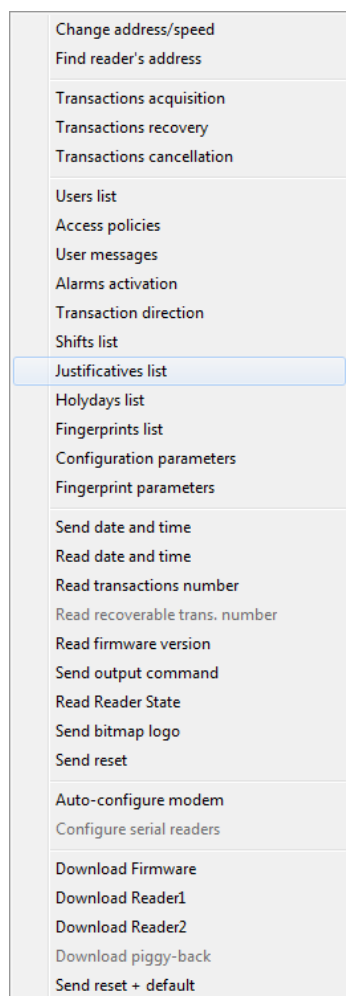 Change address/speed
Find reader's address
Transactions acquisition
Transactions recovery
Transactions cancellation
Users list
Access policies
User messages
Alarms activation
Transaction direction
Shifts list
Justificatives list
Holydays list
Fingerprints list
Configuration parameters
Fingerprint parameters
Send date and time
Read date and time
Read transactions number
Read recoverable trans. number
Read firmware version
Send output command
Read Reader State
Send bitmap logo
Send reset
Auto-configure modem
Configure serial readers
Download Firmware
Download Reader1
Download Reader2
Download piggy-back
Send reset + default